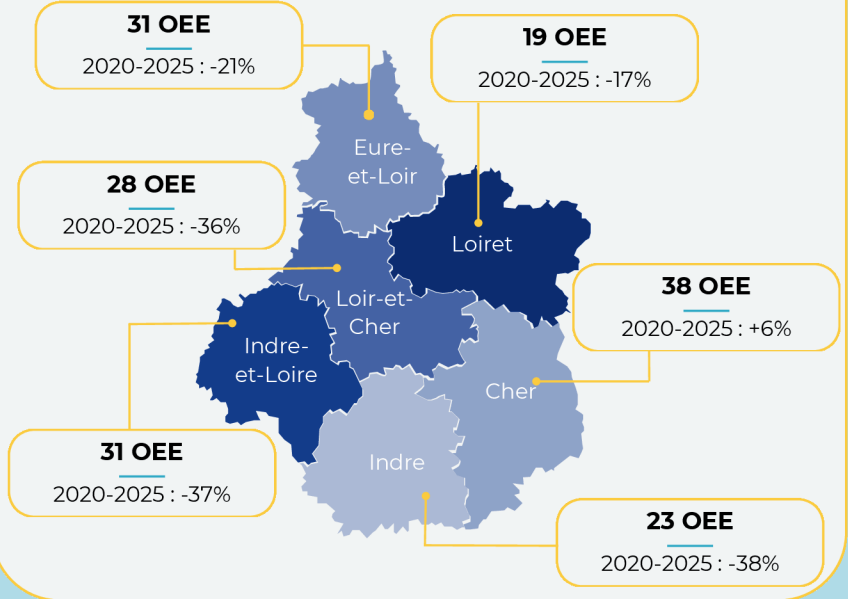 31 OEE
2020-2025 : -21%
19 OEE
2020-2025 : -17%
Eure-
et-Loir
28 OEE
2020-2025 : -36%
Loiret
38 OEE
2020-2025 : +6%
Loir-et-
Cher
Indre-
et-Loire
Cher
31 OEE
2020-2025 : -37%
Indre
23 OEE
2020-2025 : -38%